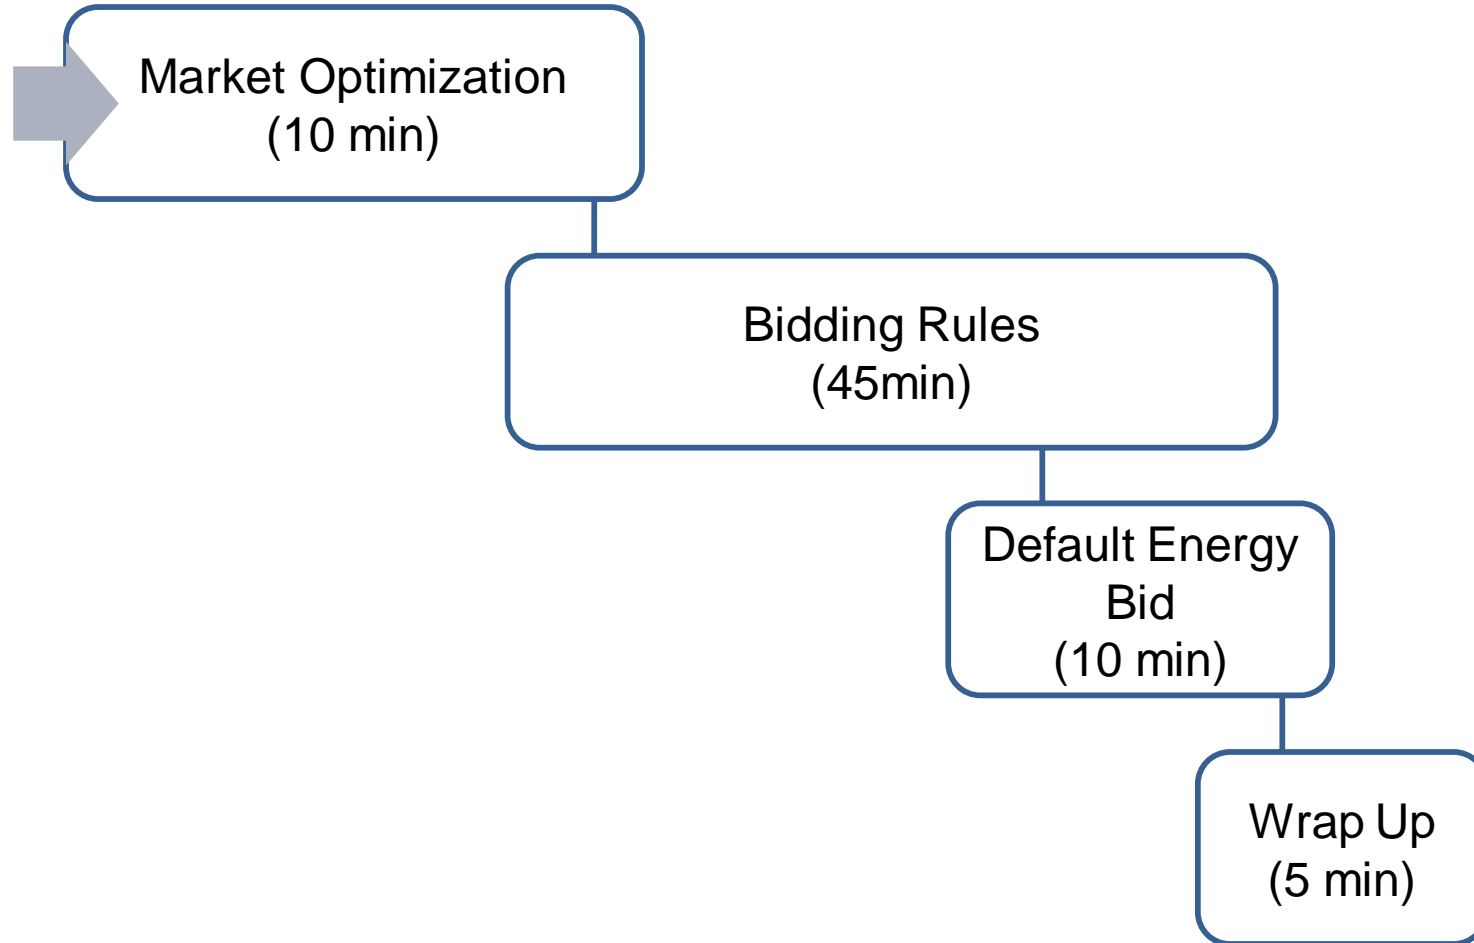 Market Optimization
(10 min)
Bidding Rules
(45min)
Default Energy
Bid
(10 min)
Wrap Up
(5 min)